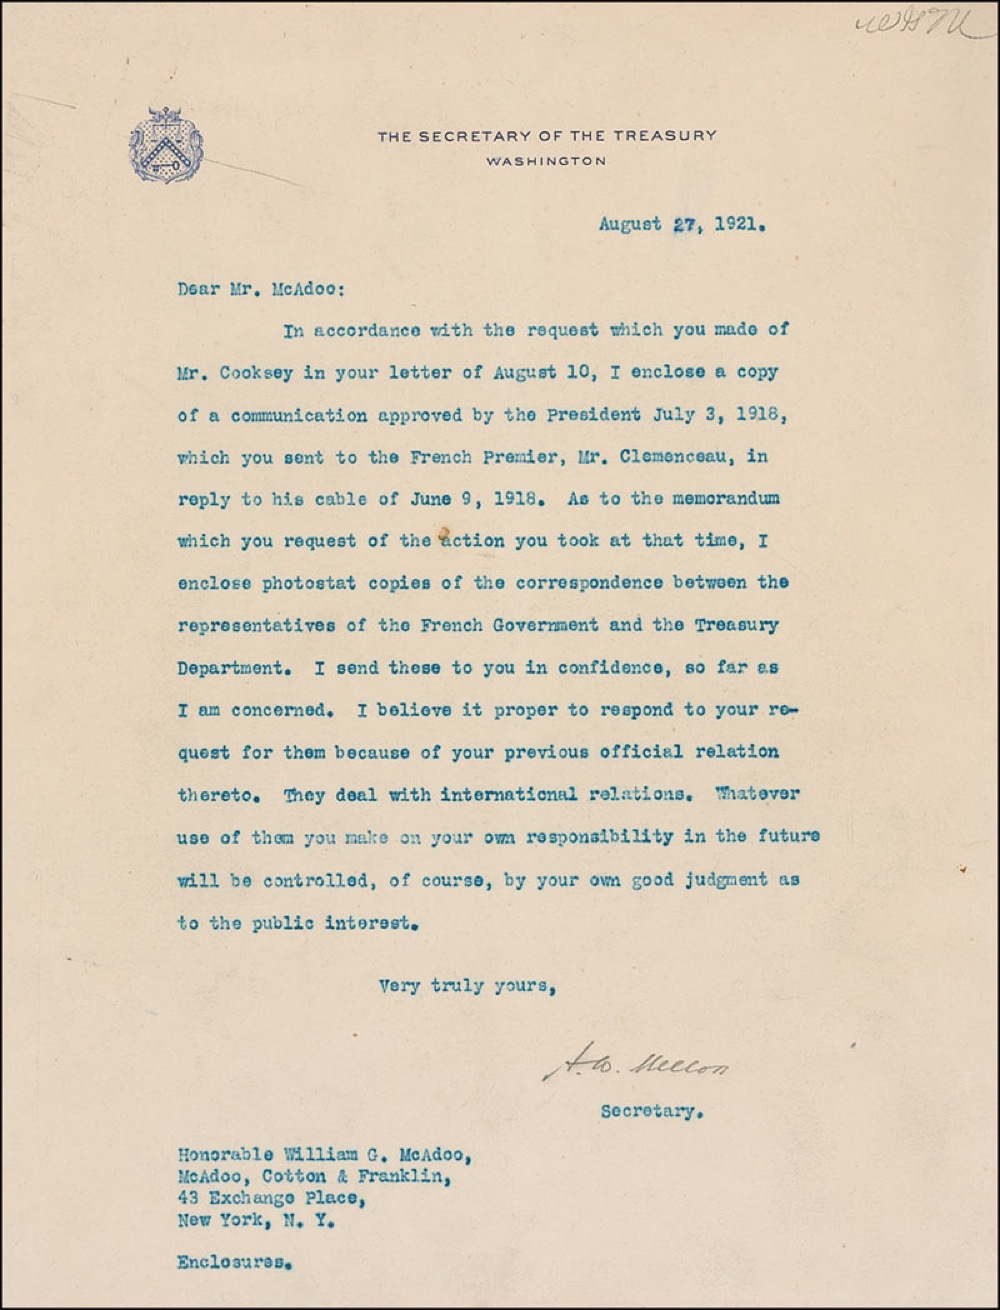 WGM
THE SECRETARY OF THE TREASURY
WASHINGTON
August 27, 1921.
Dear Mr. McAdoo:
In accordance with the request which you made of
Mr. Cooksey in your letter of August 10, I enclose a copy
of a communication approved by the President July 3, 1918,
which you sent to the French Premier, Mr. Clemenceau, in
reply to his cable of June 9, 1918. As to the memorandum
which you request of the action you took at that time, I
enclose photostat copies of the correspondence between the
representatives of the French Government and the Treasury
Department. I send these to you in confidence, so far as
I am concerned. I believe it proper to respond to your re-
quest for them because of your previous official relation
thereto. They deal with international relations. Whatever
use of them you make on your own responsibility in the future
will be controlled, of course, by your own good judgment as
to the public interest.
Very truly yours,
A. W. Mellon
Secretary.
Honorable William G. McAdoo,
McAdoo, Cotton & Franklin,
43 Exchange Place,
New York, N. Y.
Enclosures.